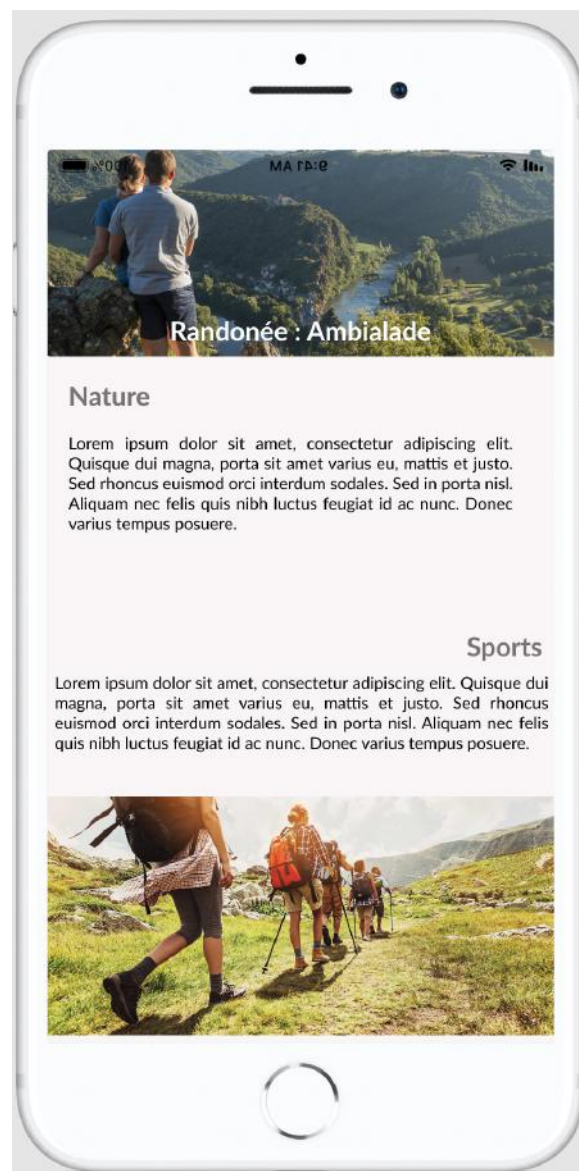 9:41 AM
Randonée : Ambialade
Nature
Lorem ipsum dolor sit amet, consectetur adipiscing elit.
Quisque dui magna, porta sit amet varius eu, mattis et justo.
Sed rhoncus euismod orci interdum sodales. Sed in porta nisl.
Aliquam nec felis quis nibh luctus feugiat id ac nunc. Donec
varius tempus posuere.
Sports
Lorem ipsum dolor sit amet, consectetur adipiscing elit. Quisque dui
magna, porta sit amet varius eu, mattis et justo. Sed rhoncus
euismod orci interdum sodales. Sed in porta nisl. Aliquam nec felis
quis nibh luctus feugiat id ac nunc. Donec varius tempus posuere.